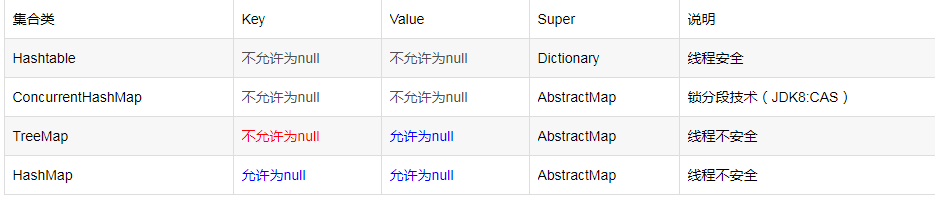 集合类 Key Value Super 说明
Hashtable 不允许为null 不允许为null Dictionary 线程安全
ConcurrentHashMap 不允许为null 不允许为null AbstractMap 锁分段技术（JDK8:CAS）
TreeMap 不允许为null 允许为null AbstractMap 线程不安全
HashMap 允许为null 允许为null AbstractMap 线程不安全